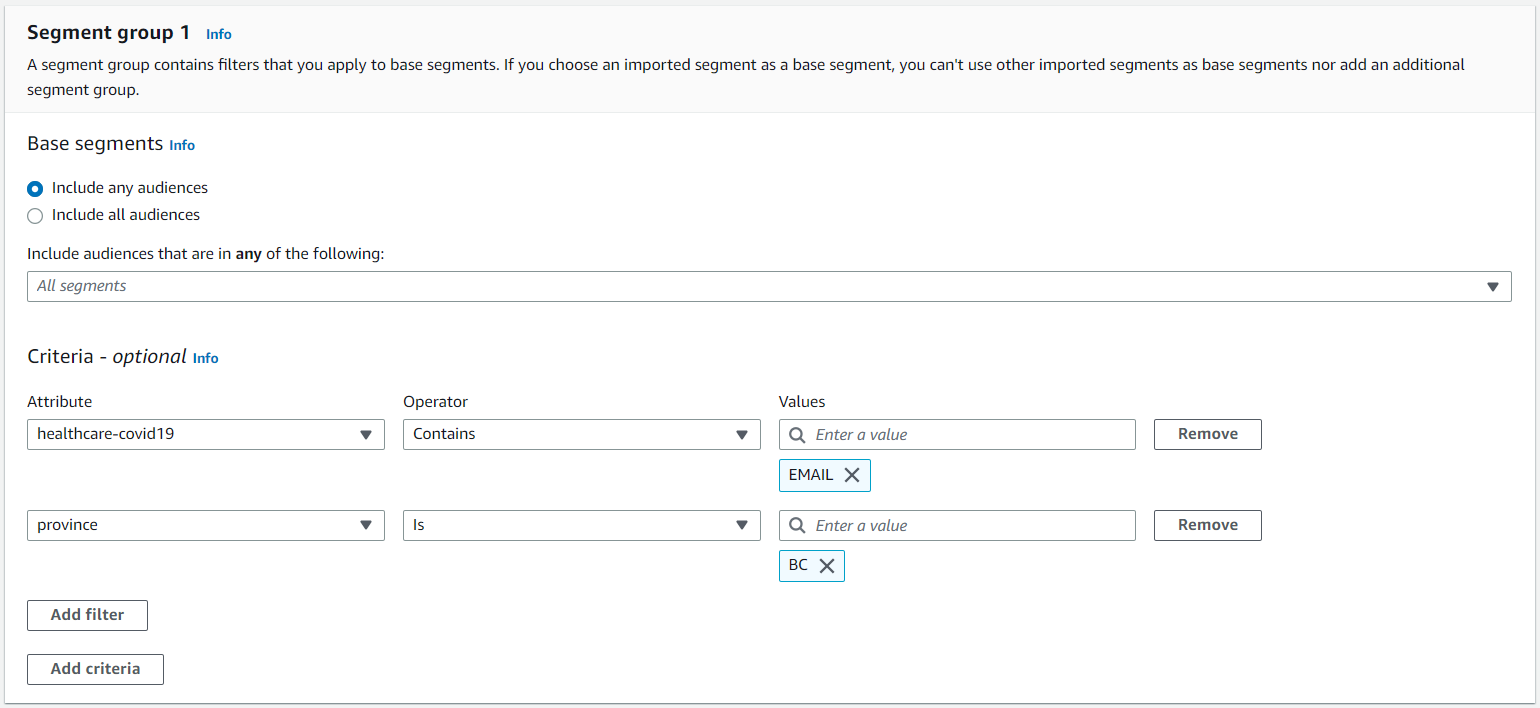 Segment group 1 Info
A segment group contains filters that you apply to base segments. If you choose an imported segment as a base segment, you can't use other imported segments as base segments nor add an additional
segment group.
Base segments Info
Include any audiences
Include all audiences
Include audiences that are in any of the following:
All segments
Criteria - optional Info
Attribute Operator Values
healthcare-covid19 Contains Enter a value Remove
EMAIL
province Is Enter a value Remove
BC
Add filter
Add criteria